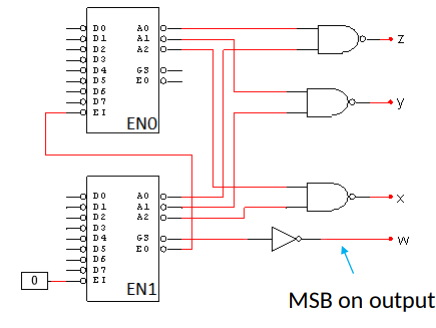 D0 A0
D1 A1
D2 A2
D3
D4 GS
D5 E0
D6
D7
EI
EN0
D0 A0
D1 A1
D2 A2
D3
D4 GS
D5 E0
D6
D7
EI
EN1
0
z
y
x
w
MSB on output